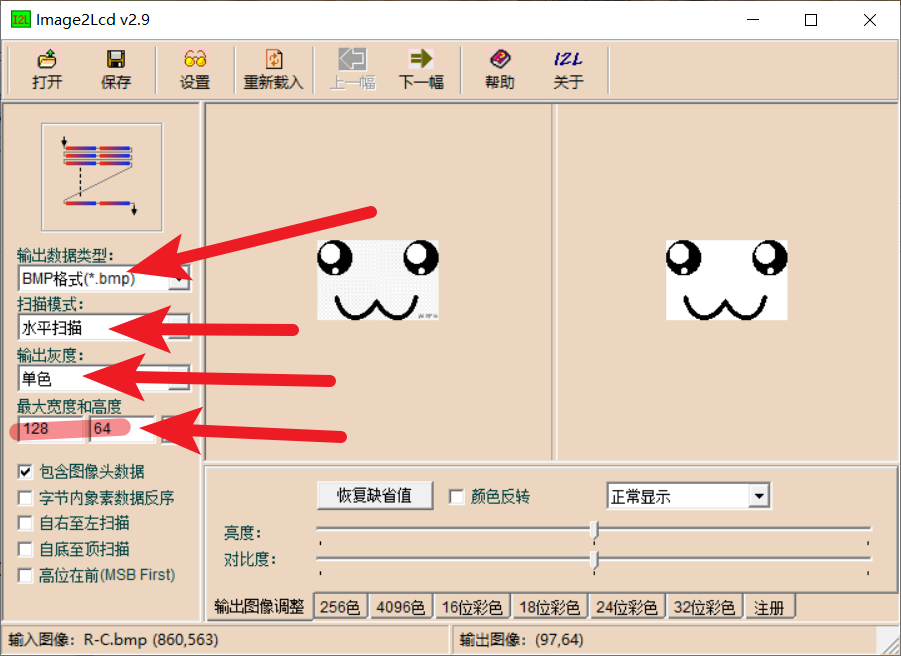 Image2Lcd v2.9
打开 保存 设置 重新载入 上一幅 下一幅 帮助 关于
输出数据类型:
BMP格式(*.bmp)
扫描模式:
水平扫描
输出灰度:
单色
最大宽度和高度
128 64
包含图像头数据
字节内象素数据反序
自右至左扫描
自底至顶扫描
高位在前(MSB First)
恢复缺省值 颜色反转 正常显示
亮度:
对比度:
输出图像调整 256色 4096色 16位彩色 18位彩色 24位彩色 32位彩色 注册
输入图像: R-C.bmp (860,563) 输出图像: (97,64)